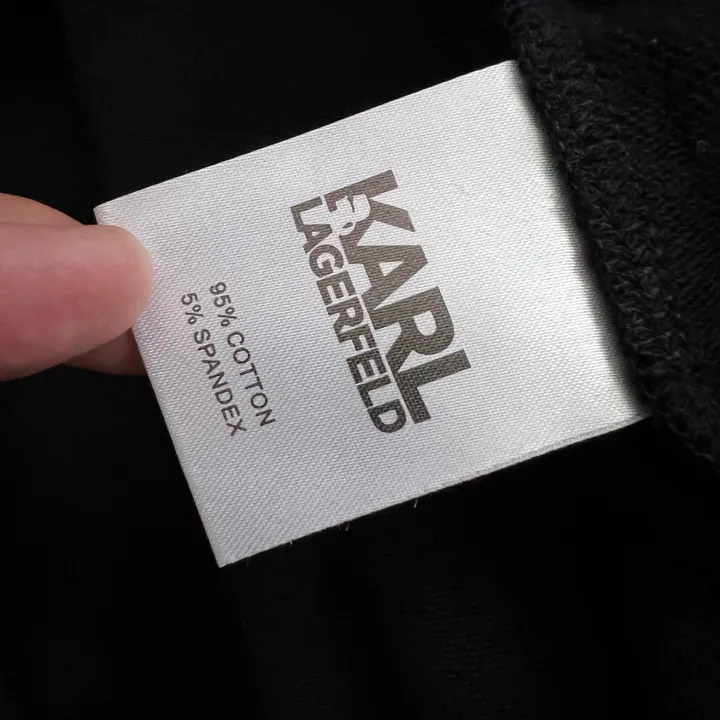 KARL
LAGERFELD
95% COTTON
5% SPANDEX